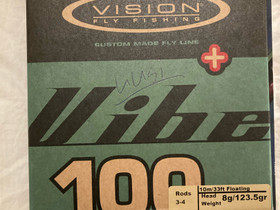 VISION
FLY FISHING
CUSTOM MADE FLY LINE
Vibe+
100
Rods
3-4
10m/33ft Floating
Head
Weight
8g/123.5gr